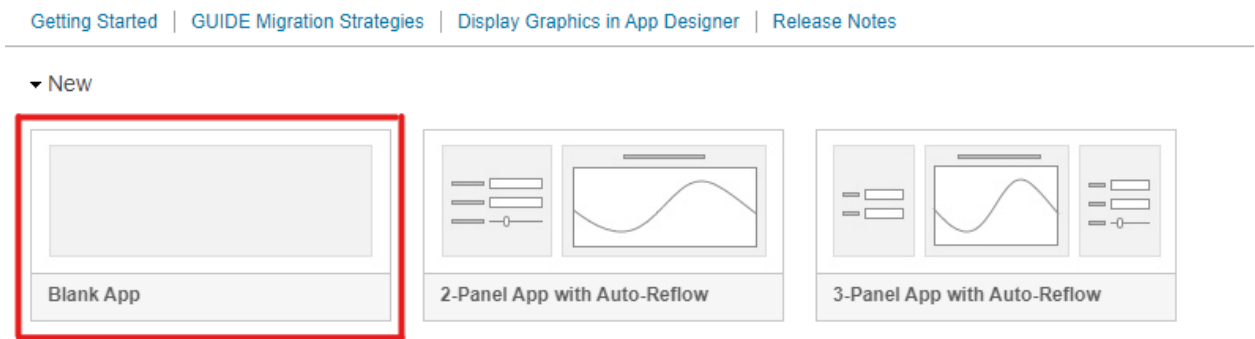 Getting Started | GUIDE Migration Strategies | Display Graphics in App Designer | Release Notes
New
Blank App
2-Panel App with Auto-Reflow
3-Panel App with Auto-Reflow